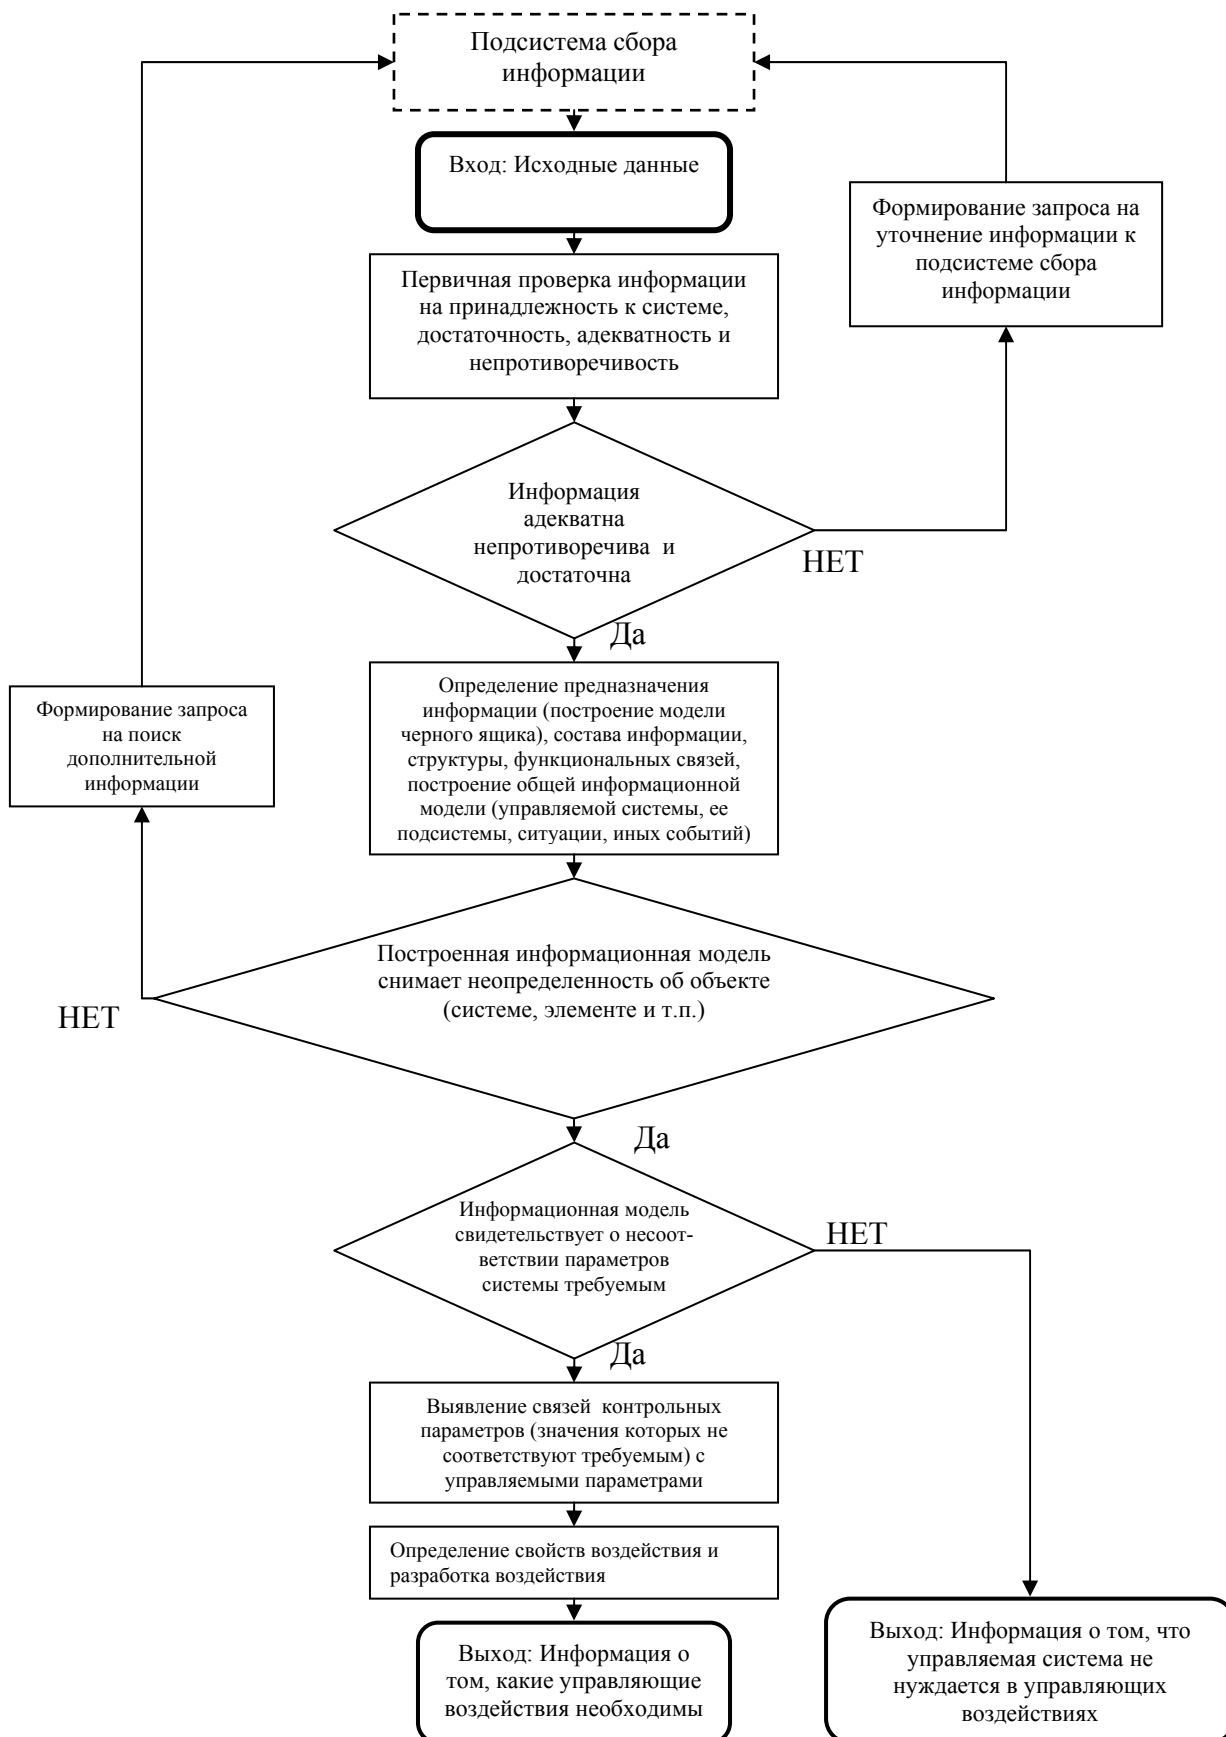 Подсистема сбора
информации
Вход: Исходные данные
Формирование запроса на
уточнение информации к
подсистеме сбора
информации
Первичная проверка информации
на принадлежность к системе,
достаточность, адекватность и
непротиворечивость
Информация
адекватна
непротиворечива  и
достаточна
НЕТ
Да
Определение предназначения
информации (построение модели
черного ящика), состава информации,
структуры, функциональных связей,
построение общей информационной
модели (управляемой системы, ее
подсистемы, ситуации, иных событий)
Формирование запроса
на поиск
дополнительной
информации
Построенная информационная модель
снимает неопределенность об объекте
(системе, элементе и т.п.)
НЕТ
Да
Информационная модель
свидетельствует о несоот-
ветствии параметров
системы требуемым
НЕТ
Да
Выявление связей  контрольных
параметров (значения которых не
соответствуют требуемым) с
управляемыми параметрами
Определение свойств воздействия и
разработка воздействия
Выход: Информация о
том, какие управляющие
воздействия необходимы
Выход: Информация о том, что
управляемая система не
нуждается в управляющих
воздействиях